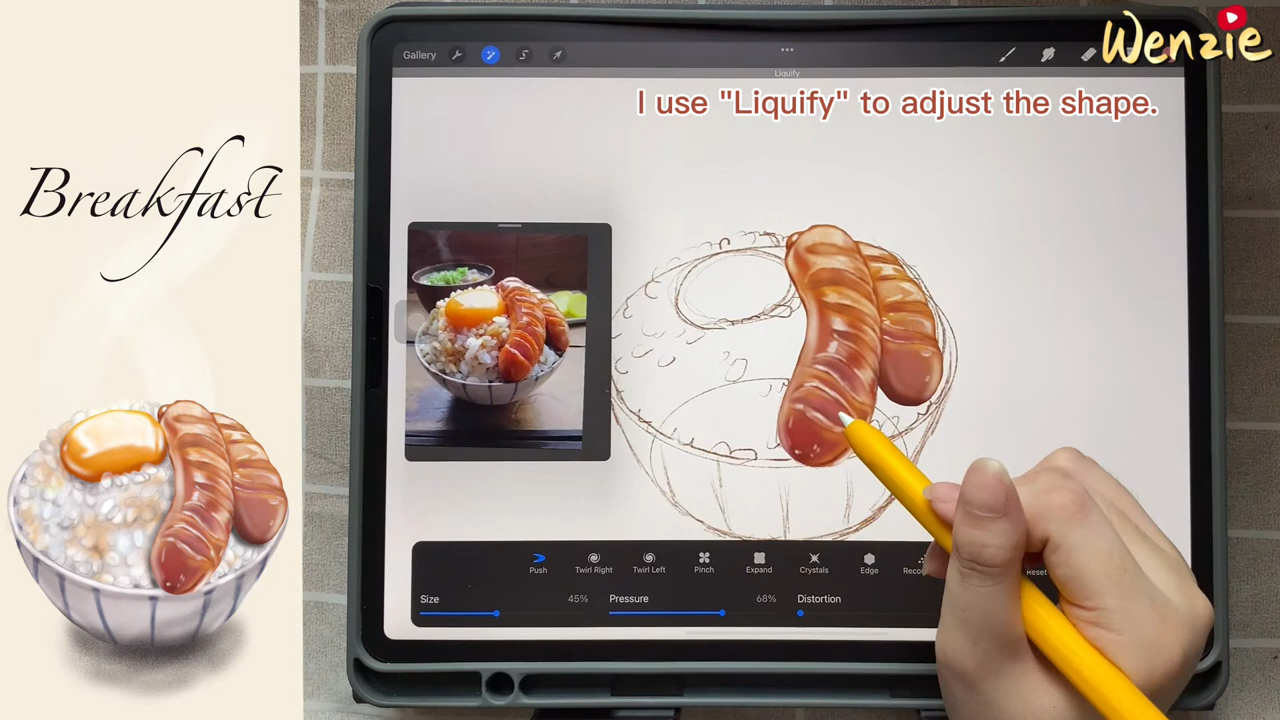 Wenzie
Gallery
Liquify
I use "Liquify" to adjust the shape.
Breakfast
Push
Twirl Right
Twirl Left
Pinch
Expand
Crystals
Edge
Reset
Size
45%
Pressure
68%
Distortion